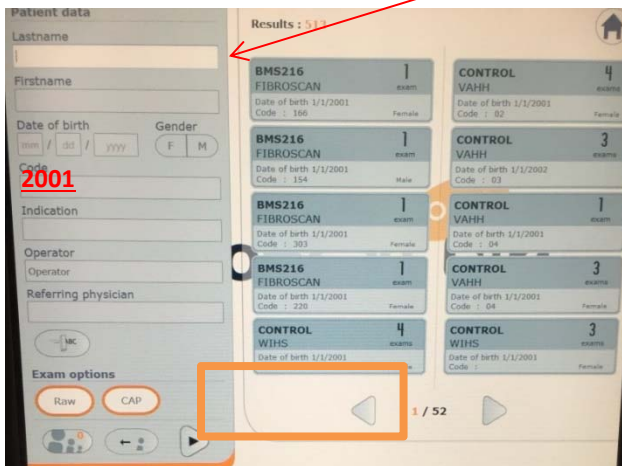 Patient data
Lastname
Firstname
Date of birth Gender
mm / dd / yyyy F M
Code
2001
Indication
Operator
Operator
Referring physician
ABC
Exam options
Raw CAP
Results : 512
BMS216 1
FIBROSCAN exam
Date of birth 1/1/2001
Code : 166 Female
CONTROL 4
VAHH exams
Date of birth 1/1/2001
Code : 02 Female
BMS216 1
FIBROSCAN exam
Date of birth 1/1/2001
Code : 154 Male
CONTROL 3
VAHH exams
Date of birth 1/1/2002
Code : 03
BMS216 1
FIBROSCAN exam
Date of birth 1/1/2001
Code : 303 Female
CONTROL 1
VAHH exam
Date of birth 1/1/2001
Code : 04
BMS216 1
FIBROSCAN exam
Date of birth 1/1/2001
Code : 220 Female
CONTROL 3
VAHH exams
Date of birth 1/1/2001
Code : 04 Female
CONTROL 4
WIHS exams
Date of birth 1/1/2001
CONTROL 3
WIHS exams
Date of birth 1/1/2001
Code : Female
1 / 52